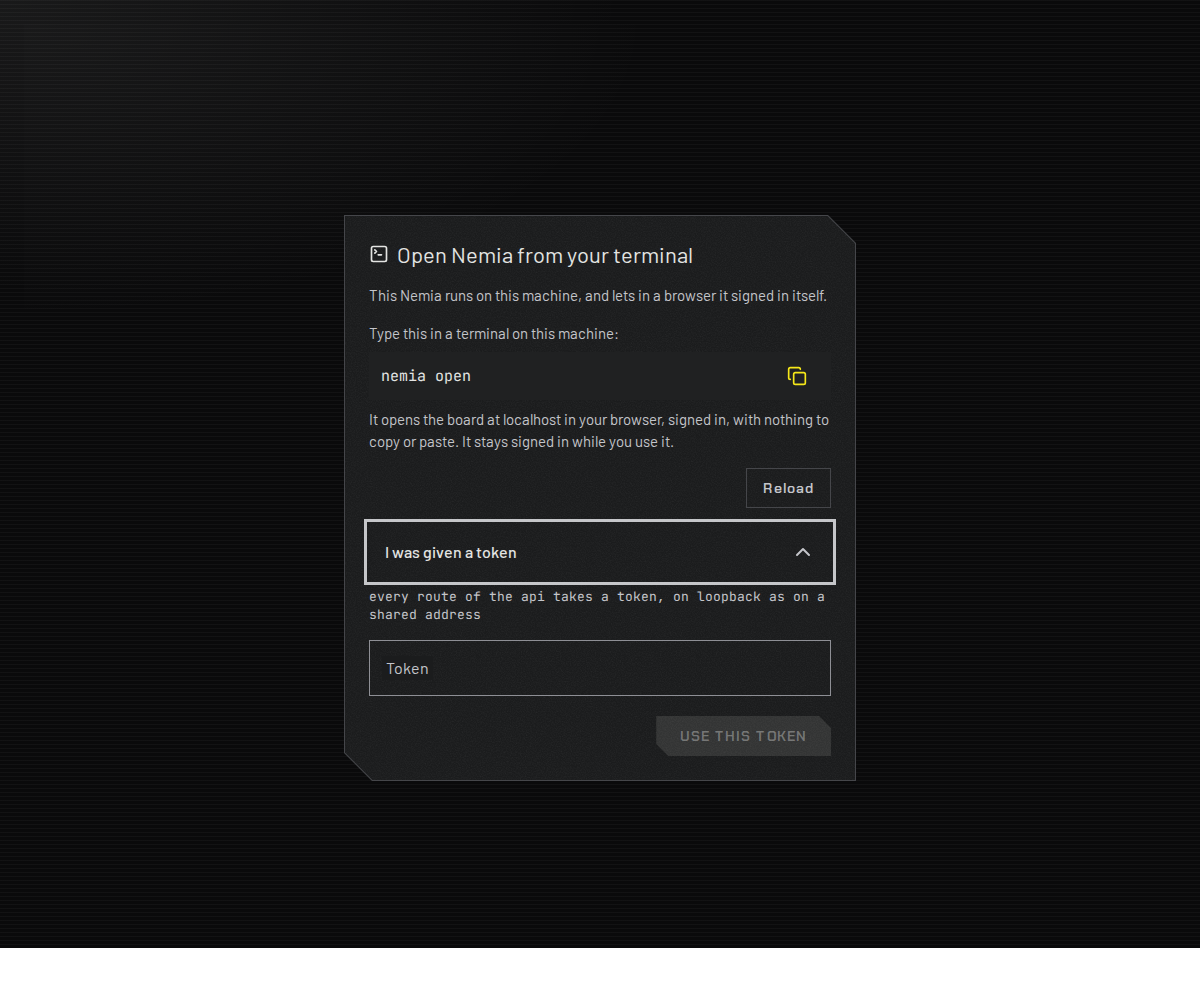 Open Nemia from your terminal
This Nemia runs on this machine, and lets in a browser it signed in itself.
Type this in a terminal on this machine:
nemia open
It opens the board at localhost in your browser, signed in, with nothing to
copy or paste. It stays signed in while you use it.
Reload
I was given a token
every route of the api takes a token, on loopback as on a
shared address
Token
USE THIS TOKEN